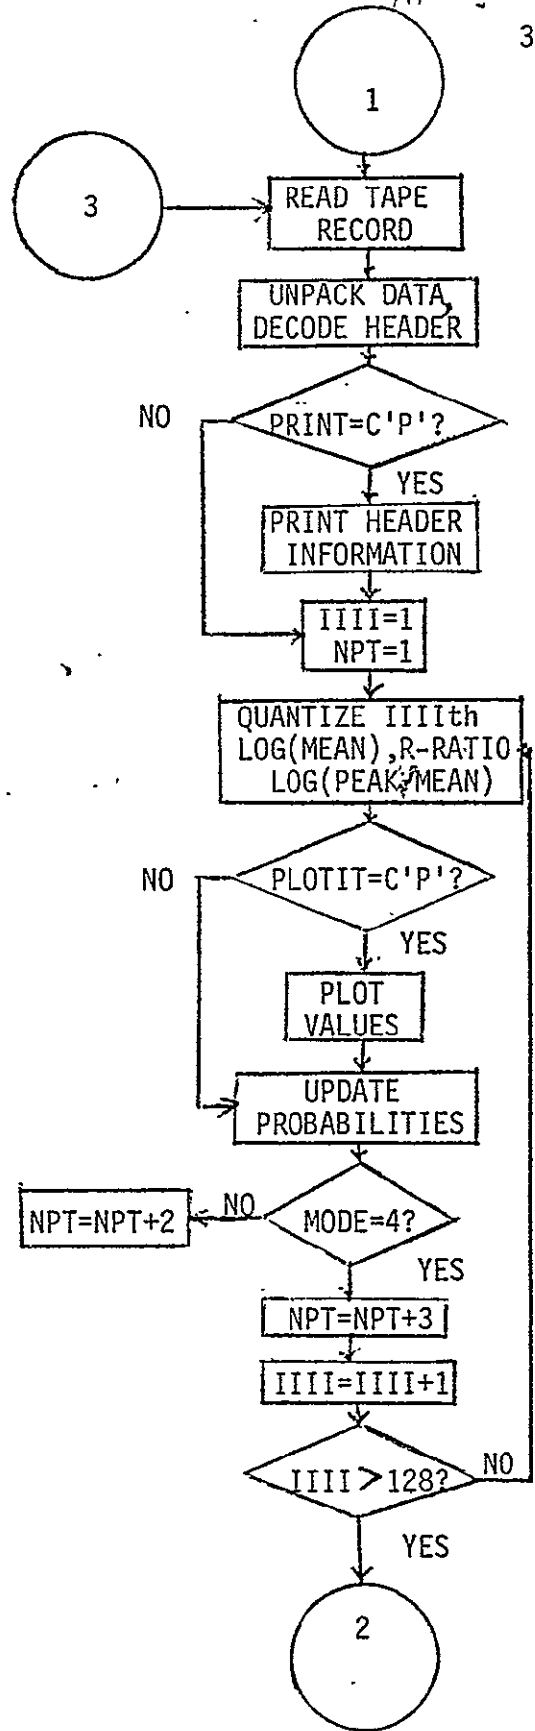 3
1
3
READ TAPE
RECORD
UNPACK DATA,
DECODE HEADER
NO
PRINT=C'P'?
YES
PRINT HEADER
INFORMATION
IIII=1
NPT=1
QUANTIZE IIIIth
LOG(MEAN),R-RATIO
LOG(PEAK/MEAN)
NO
PLOTIT=C'P'?
YES
PLOT
VALUES
UPDATE
PROBABILITIES
NPT=NPT+2
NO
MODE=4?
YES
NPT=NPT+3
IIII=IIII+1
IIII>128?
NO
YES
2